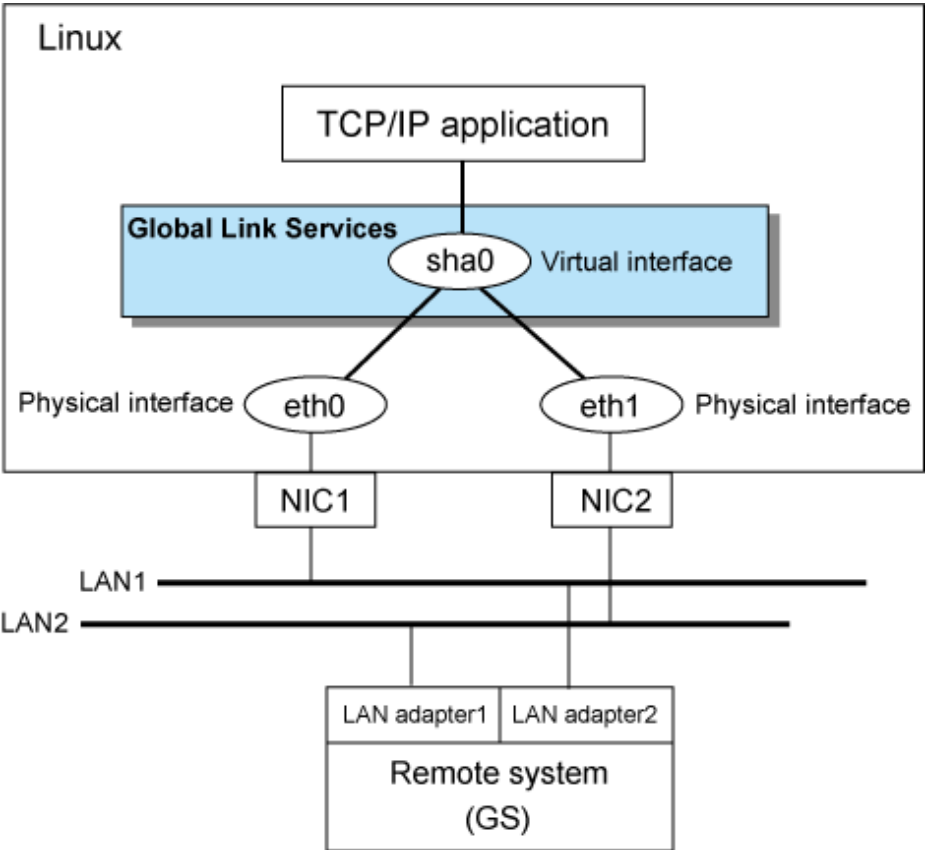 Linux
TCP/IP application
Global Link Services
sha0
Virtual interface
Physical interface
eth0
eth1
Physical interface
NIC1
NIC2
LAN1
LAN2
LAN adapter1
LAN adapter2
Remote system
(GS)